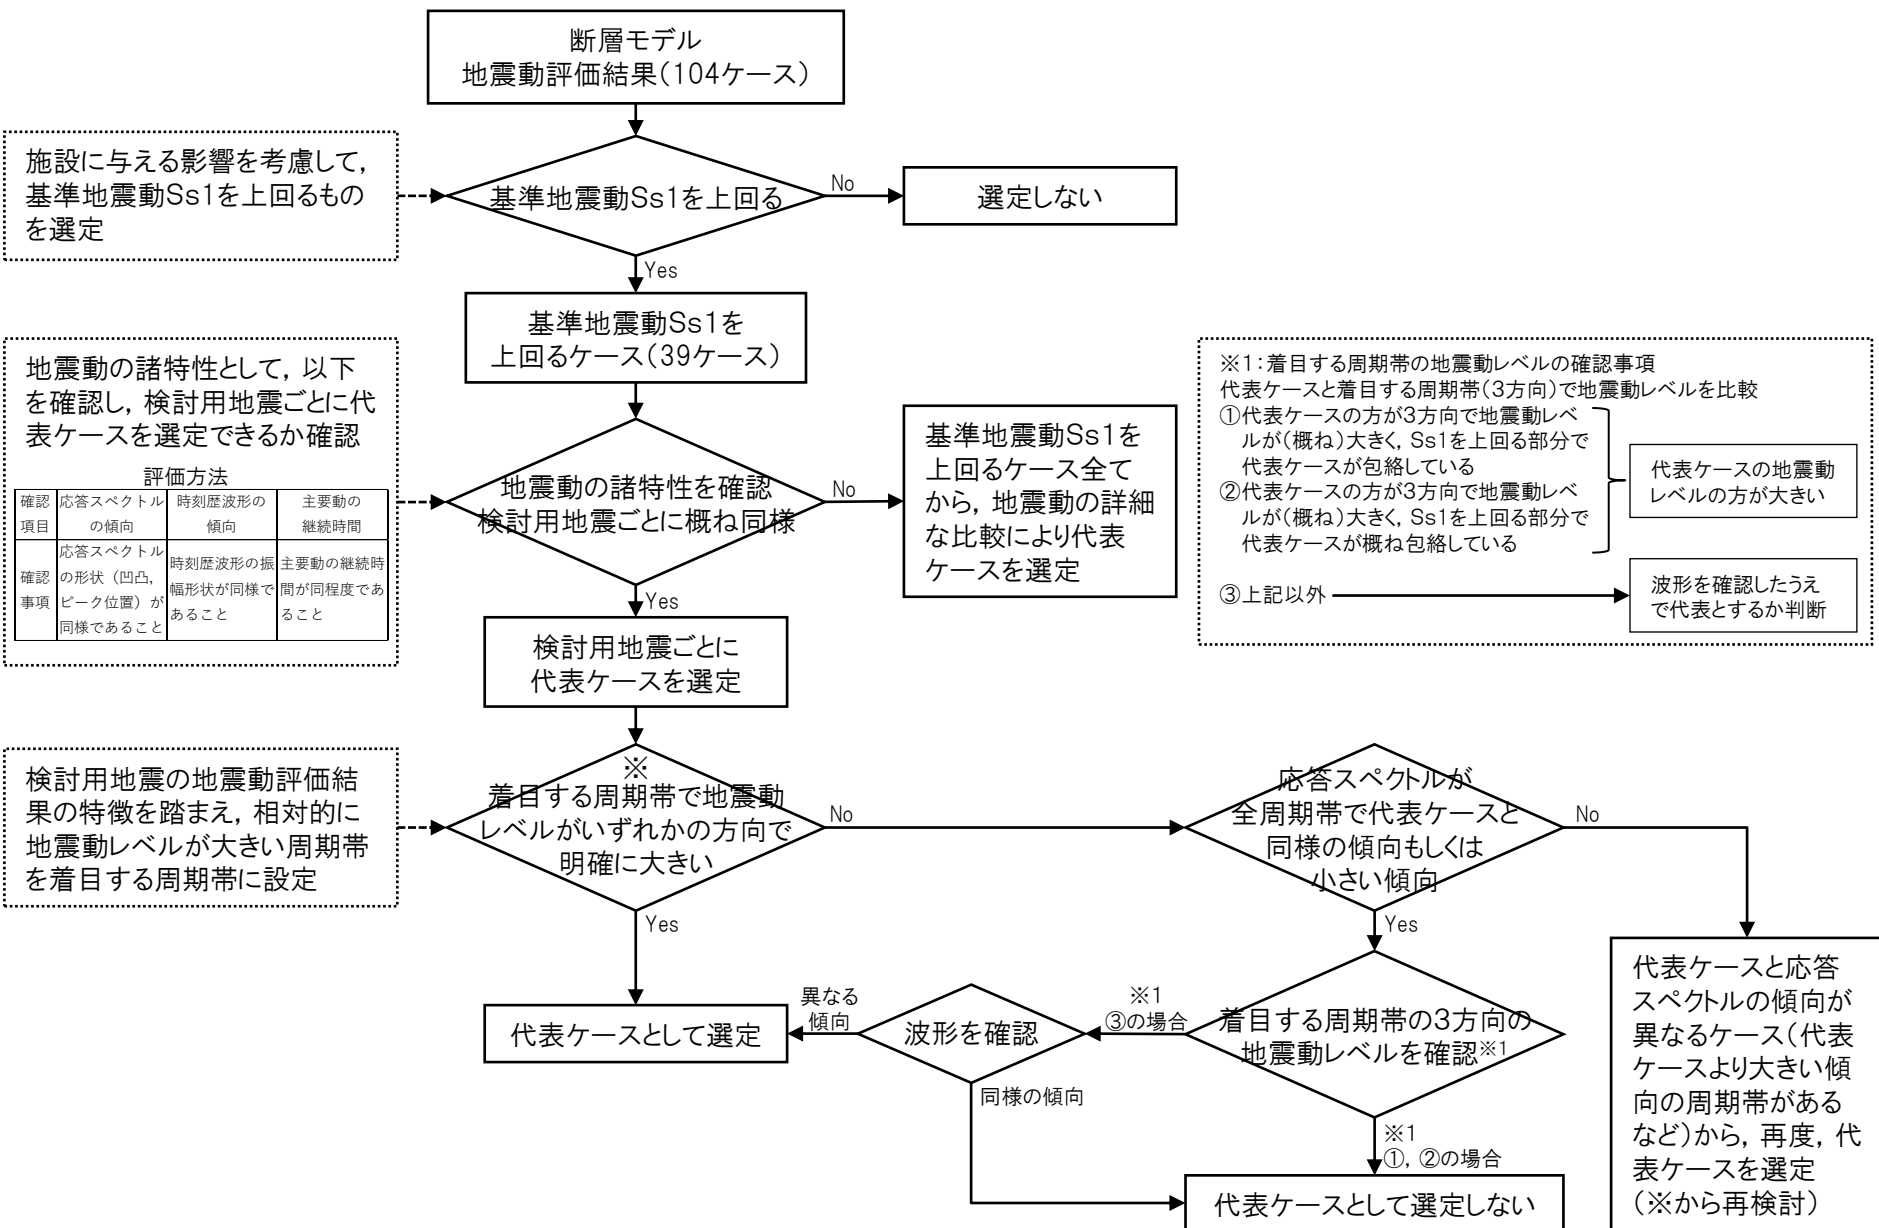 断層モデル
地震動評価結果（104ケース）
施設に与える影響を考慮して，
基準地震動Ss1を上回るもの
を選定
基準地震動Ss1を上回る
No
選定しない
Yes
基準地震動Ss1を
上回るケース（39ケース）
地震動の諸特性として，以下
を確認し，検討用地震ごとに代
表ケースを選定できるか確認
評価方法
確認
項目
応答スペクトル
の傾向
時刻歴波形の
傾向
主要動の
継続時間
確認
事項
応答スペクトル
の形状（凹凸，
ピーク位置）が
同様であること
時刻歴波形の振
幅形状が同様で
あること
主要動の継続時
間が同程度であ
ること
地震動の諸特性を確認
検討用地震ごとに概ね同様
No
基準地震動Ss1を
上回るケース全て
から，地震動の詳細
な比較により代表
ケースを選定
Yes
※1：着目する周期帯の地震動レベルの確認事項
代表ケースと着目する周期帯（3方向）で地震動レベルを比較
①代表ケースの方が3方向で地震動レベ
ルが（概ね）大きく，Ss1を上回る部分で
代表ケースが包絡している
②代表ケースの方が3方向で地震動レベ
ルが（概ね）大きく，Ss1を上回る部分で
代表ケースが概ね包絡している
代表ケースの地震動
レベルの方が大きい
③上記以外
波形を確認したうえ
で代表とするか判断
検討用地震ごとに
代表ケースを選定
検討用地震の地震動評価結
果の特徴を踏まえ，相対的に
地震動レベルが大きい周期帯
を着目する周期帯に設定
※
着目する周期帯で地震動
レベルがいずれかの方向で
明確に大きい
No
応答スペクトルが
全周期帯で代表ケースと
同様の傾向もしくは
小さい傾向
No
Yes
Yes
代表ケースとして選定
異なる
傾向
波形を確認
※1
③の場合
着目する周期帯の3方向の
地震動レベルを確認※1
同様の傾向
※1
①，②の場合
代表ケースとして選定しない
代表ケースと応答
スペクトルの傾向が
異なるケース（代表
ケースより大きい傾
向の周期帯がある
など）から，再度，代
表ケースを選定
（※から再検討）